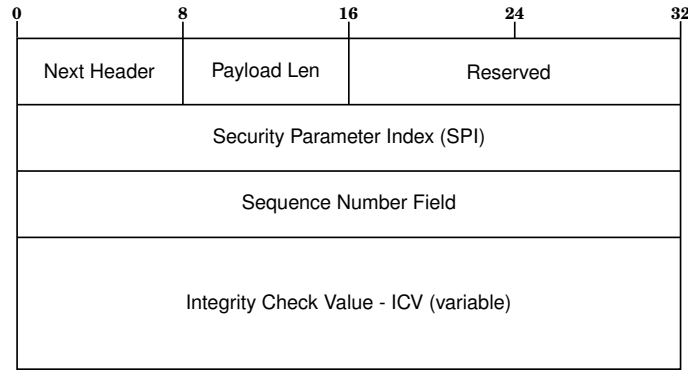 0 8 16 24 32
Next Header Payload Len Reserved
Security Parameter Index (SPI)
Sequence Number Field
Integrity Check Value - ICV (variable)